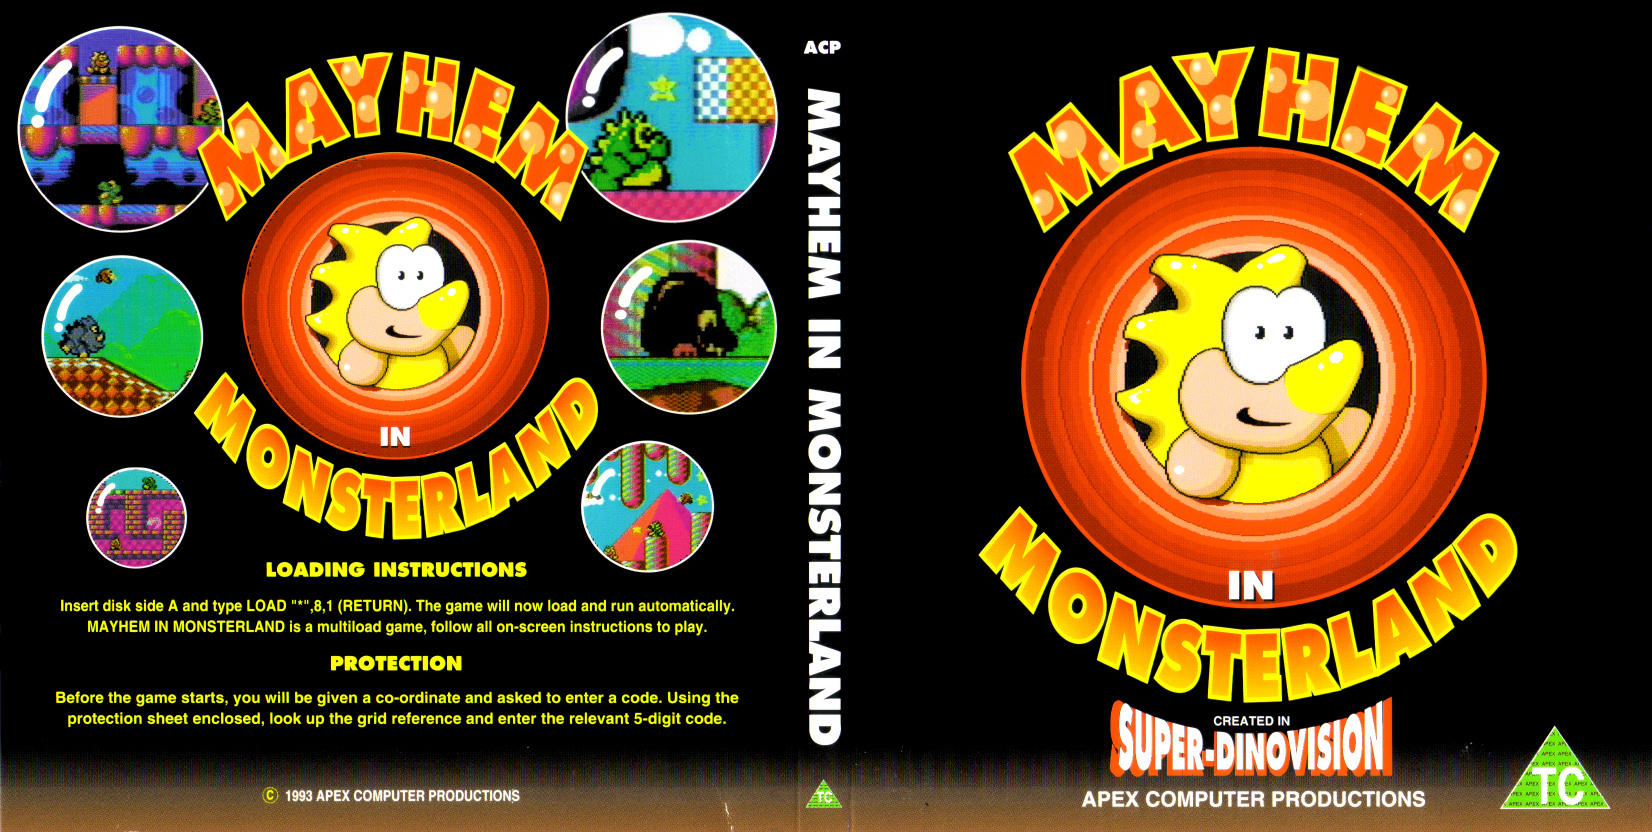 MAYHEM
IN
MONSTERLAND
LOADING INSTRUCTIONS
Insert disk side A and type LOAD "*",8,1 (RETURN). The game will now load and run automatically.
MAYHEM IN MONSTERLAND is a multiload game, follow all on-screen instructions to play.
PROTECTION
Before the game starts, you will be given a co-ordinate and asked to enter a code. Using the
protection sheet enclosed, look up the grid reference and enter the relevant 5-digit code.
© 1993 APEX COMPUTER PRODUCTIONS
ACP
MAYHEM IN MONSTERLAND
TC
MAYHEM
IN
MONSTERLAND
CREATED IN
SUPER-DINOVISION
APEX COMPUTER PRODUCTIONS
TC